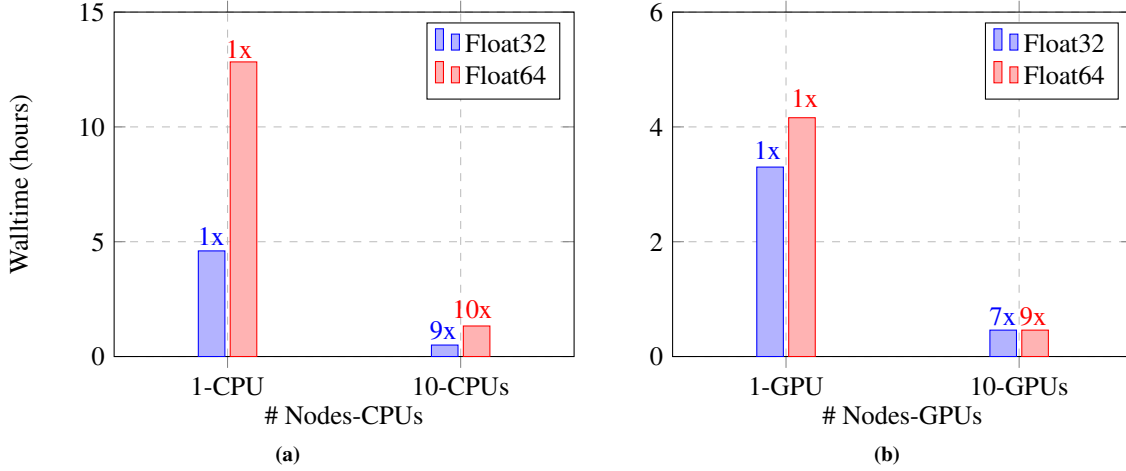 Walltime (hours)
15
10
5
0
1x
1x
9x
10x
Float32
Float64
1-CPU
10-CPUs
# Nodes-CPUs
(a)
6
4
2
0
1x
1x
7x
9x
Float32
Float64
1-GPU
10-GPUs
# Nodes-GPUs
(b)